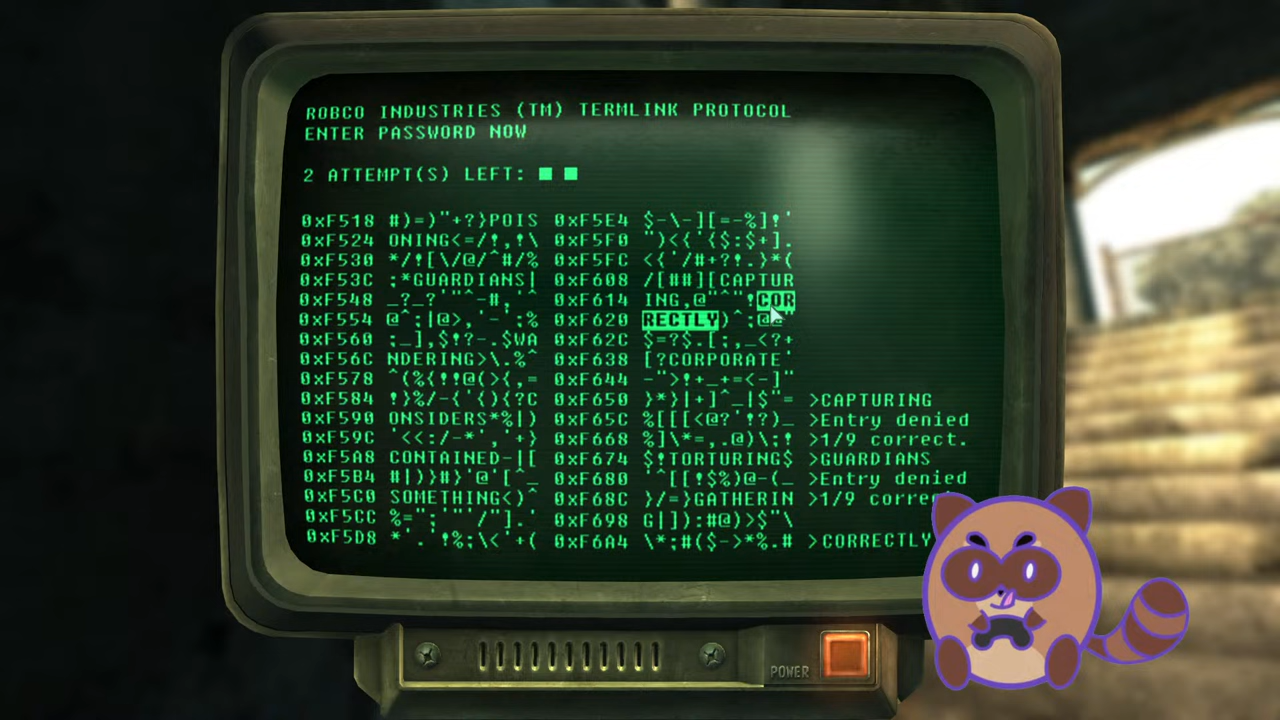 ROBCO INDUSTRIES (TM) TERMLINK PROTOCOL
ENTER PASSWORD NOW
2 ATTEMPT(S) LEFT: ■ ■
0xF518 #)=)"+?}POIS 0xF5E4 $-\-][=-%]!'
0xF524 ONING<=/!,!\ 0xF5F0 ")<{'{$:$+].
0xF530 */![\/@/^#/% 0xF5FC <{'/#+?!.}*(
0xF53C ;*GUARDIANS| 0xF608 /[##][CAPTUR
0xF548 _?_?'"^-#,'^ 0xF614 ING,@"^"!COR
0xF554 @^;|@>,'-';% 0xF620 RECTLY)^;@@"
0xF560 ;_],$!?-.$WA 0xF62C $=?$.[;,_<?+
0xF56C NDERING>\.%^ 0xF638 [?CORPORATE'
0xF578 ^(%{!!@(>{,= 0xF644 -">!+_+=<-]"
0xF584 !}%/-{'{){?C 0xF650 }*}|+]^_|$"= >CAPTURING
0xF590 ONSIDERS*%|) 0xF65C %[[[<@?'!?)_ >Entry denied
0xF59C '<<:/-*','+} 0xF668 %]\*=,.@)\;! >1/9 correct.
0xF5A8 CONTAINED-|[ 0xF674 $!TORTURING$ >GUARDIANS
0xF5B4 #|)}#}'@'[^_ 0xF680 '^[[!$%)@-(_ >Entry denied
0xF5C0 SOMETHING<)^ 0xF68C }/=}GATHERIN >1/9 correc
0xF5CC %=";'"'/"].' 0xF698 G|]):#@)>$"\
0xF5D8 *'.'!%;\<'+( 0xF6A4 \*;#($->*%.# >CORRECTLY
POWER